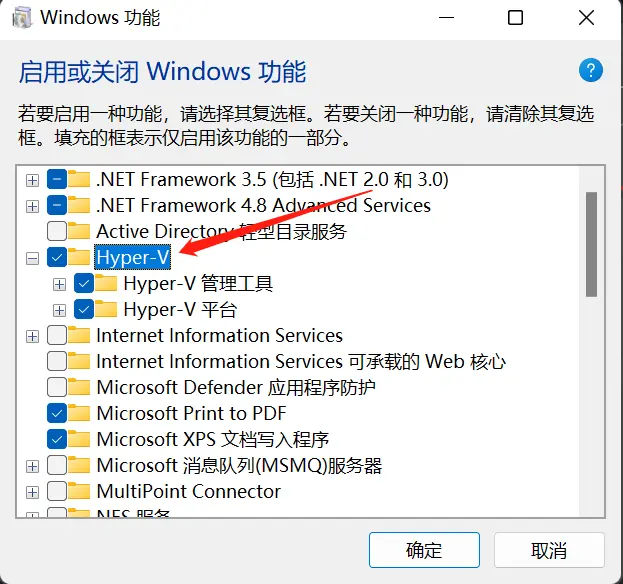 Windows 功能
启用或关闭 Windows 功能
?
若要启用一种功能，请选择其复选框。若要关闭一种功能，请清除其复选
框。填充的框表示仅启用该功能的一部分。
.NET Framework 3.5 (包括 .NET 2.0 和 3.0)
.NET Framework 4.8 Advanced Services
Active Directory 轻型目录服务
Hyper-V
Hyper-V 管理工具
Hyper-V 平台
Internet Information Services
Internet Information Services 可承载的 Web 核心
Microsoft Defender 应用程序防护
Microsoft Print to PDF
Microsoft XPS 文档写入程序
Microsoft 消息队列(MSMQ)服务器
MultiPoint Connector
NFS 服务
确定
取消